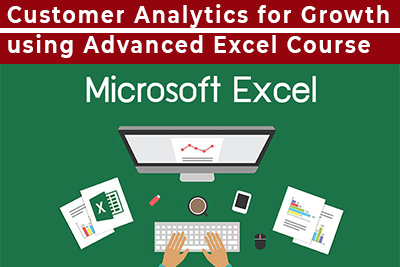 Customer Analytics for Growth
using Advanced Excel Course
Microsoft Excel
X